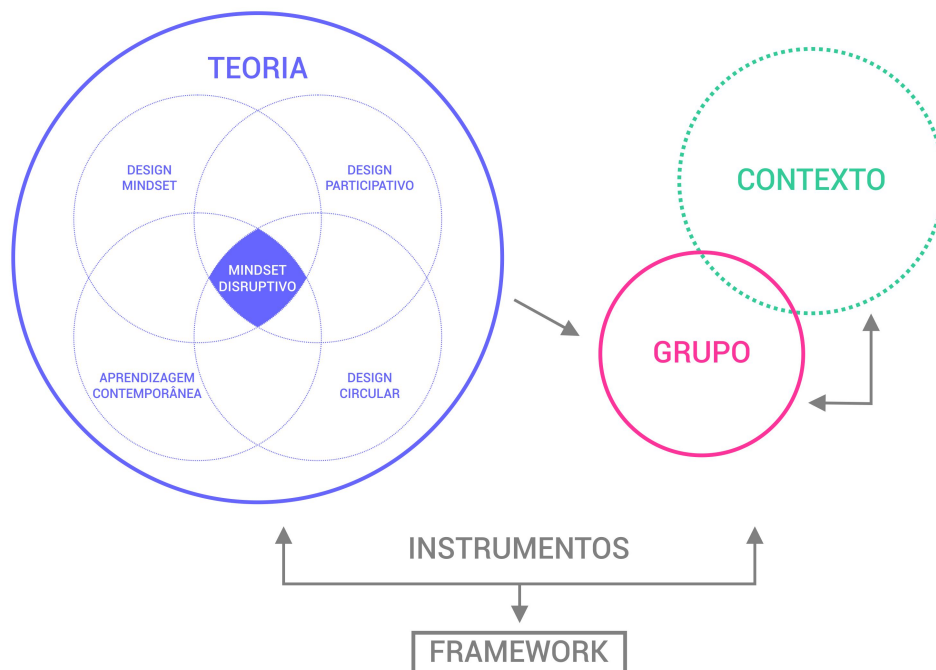 TEORIA
DESIGN
MINDSET
DESIGN
PARTICIPATIVO
MINDSET
DISRUPTIVO
APRENDIZAGEM
CONTEMPORÂNEA
DESIGN
CIRCULAR
CONTEXTO
GRUPO
INSTRUMENTOS
FRAMEWORK